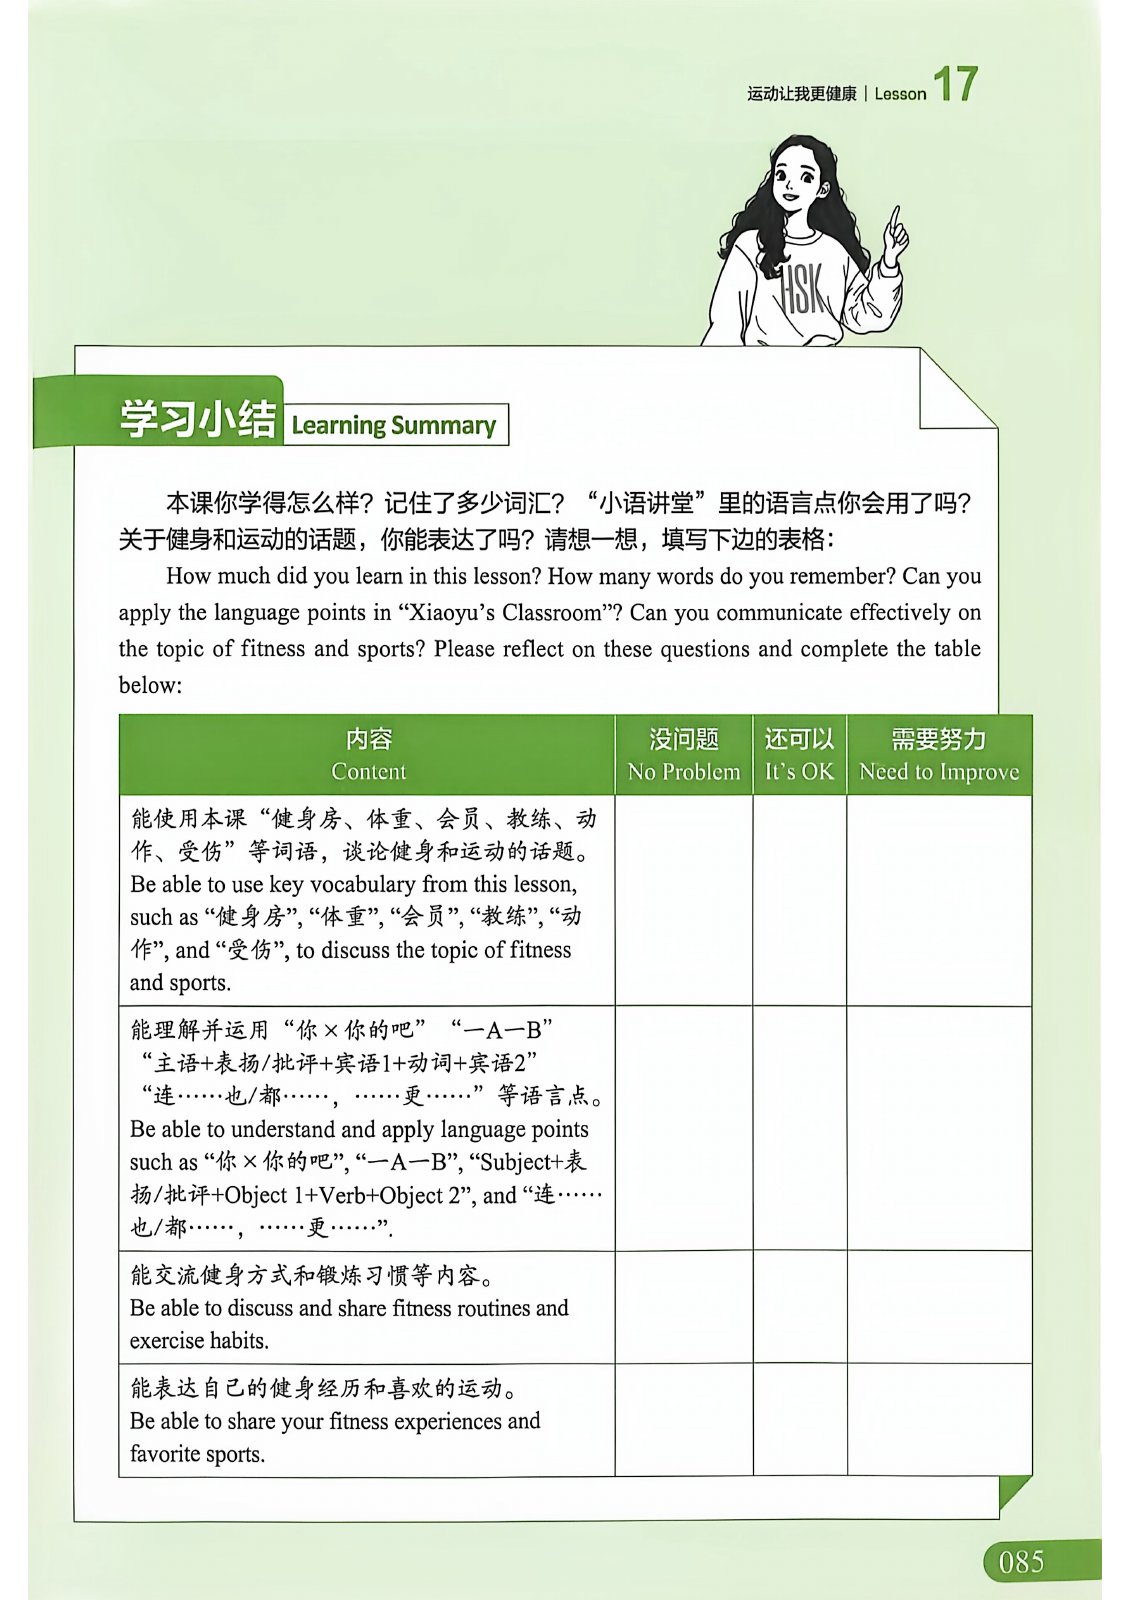 运动让我更健康 | Lesson 17
HSK
学习小结 Learning Summary
本课你学得怎么样？记住了多少词汇？“小语讲堂”里的语言点你会用了吗？
关于健身和运动的话题，你能表达了吗？请想一想，填写下边的表格：
How much did you learn in this lesson? How many words do you remember? Can you
apply the language points in “Xiaoyu’s Classroom”? Can you communicate effectively on
the topic of fitness and sports? Please reflect on these questions and complete the table
below:
内容 没问题 还可以 需要努力
Content No Problem It’s OK Need to Improve
能使用本课“健身房、体重、会员、教练、动
作、受伤”等词语，谈论健身和运动的话题。
Be able to use key vocabulary from this lesson,
such as “健身房”, “体重”, “会员”, “教练”, “动
作”, and “受伤”, to discuss the topic of fitness
and sports.
能理解并运用“你×你的吧”“一A一B”
“主语+表扬/批评+宾语1+动词+宾语2”
“连……也/都……，……更……”等语言点。
Be able to understand and apply language points
such as “你×你的吧”, “一A一B”, “Subject+表
扬/批评+Object 1+Verb+Object 2”, and “连……
也/都……，……更……”.
能交流健身方式和锻炼习惯等内容。
Be able to discuss and share fitness routines and
exercise habits.
能表达自己的健身经历和喜欢的运动。
Be able to share your fitness experiences and
favorite sports.
085